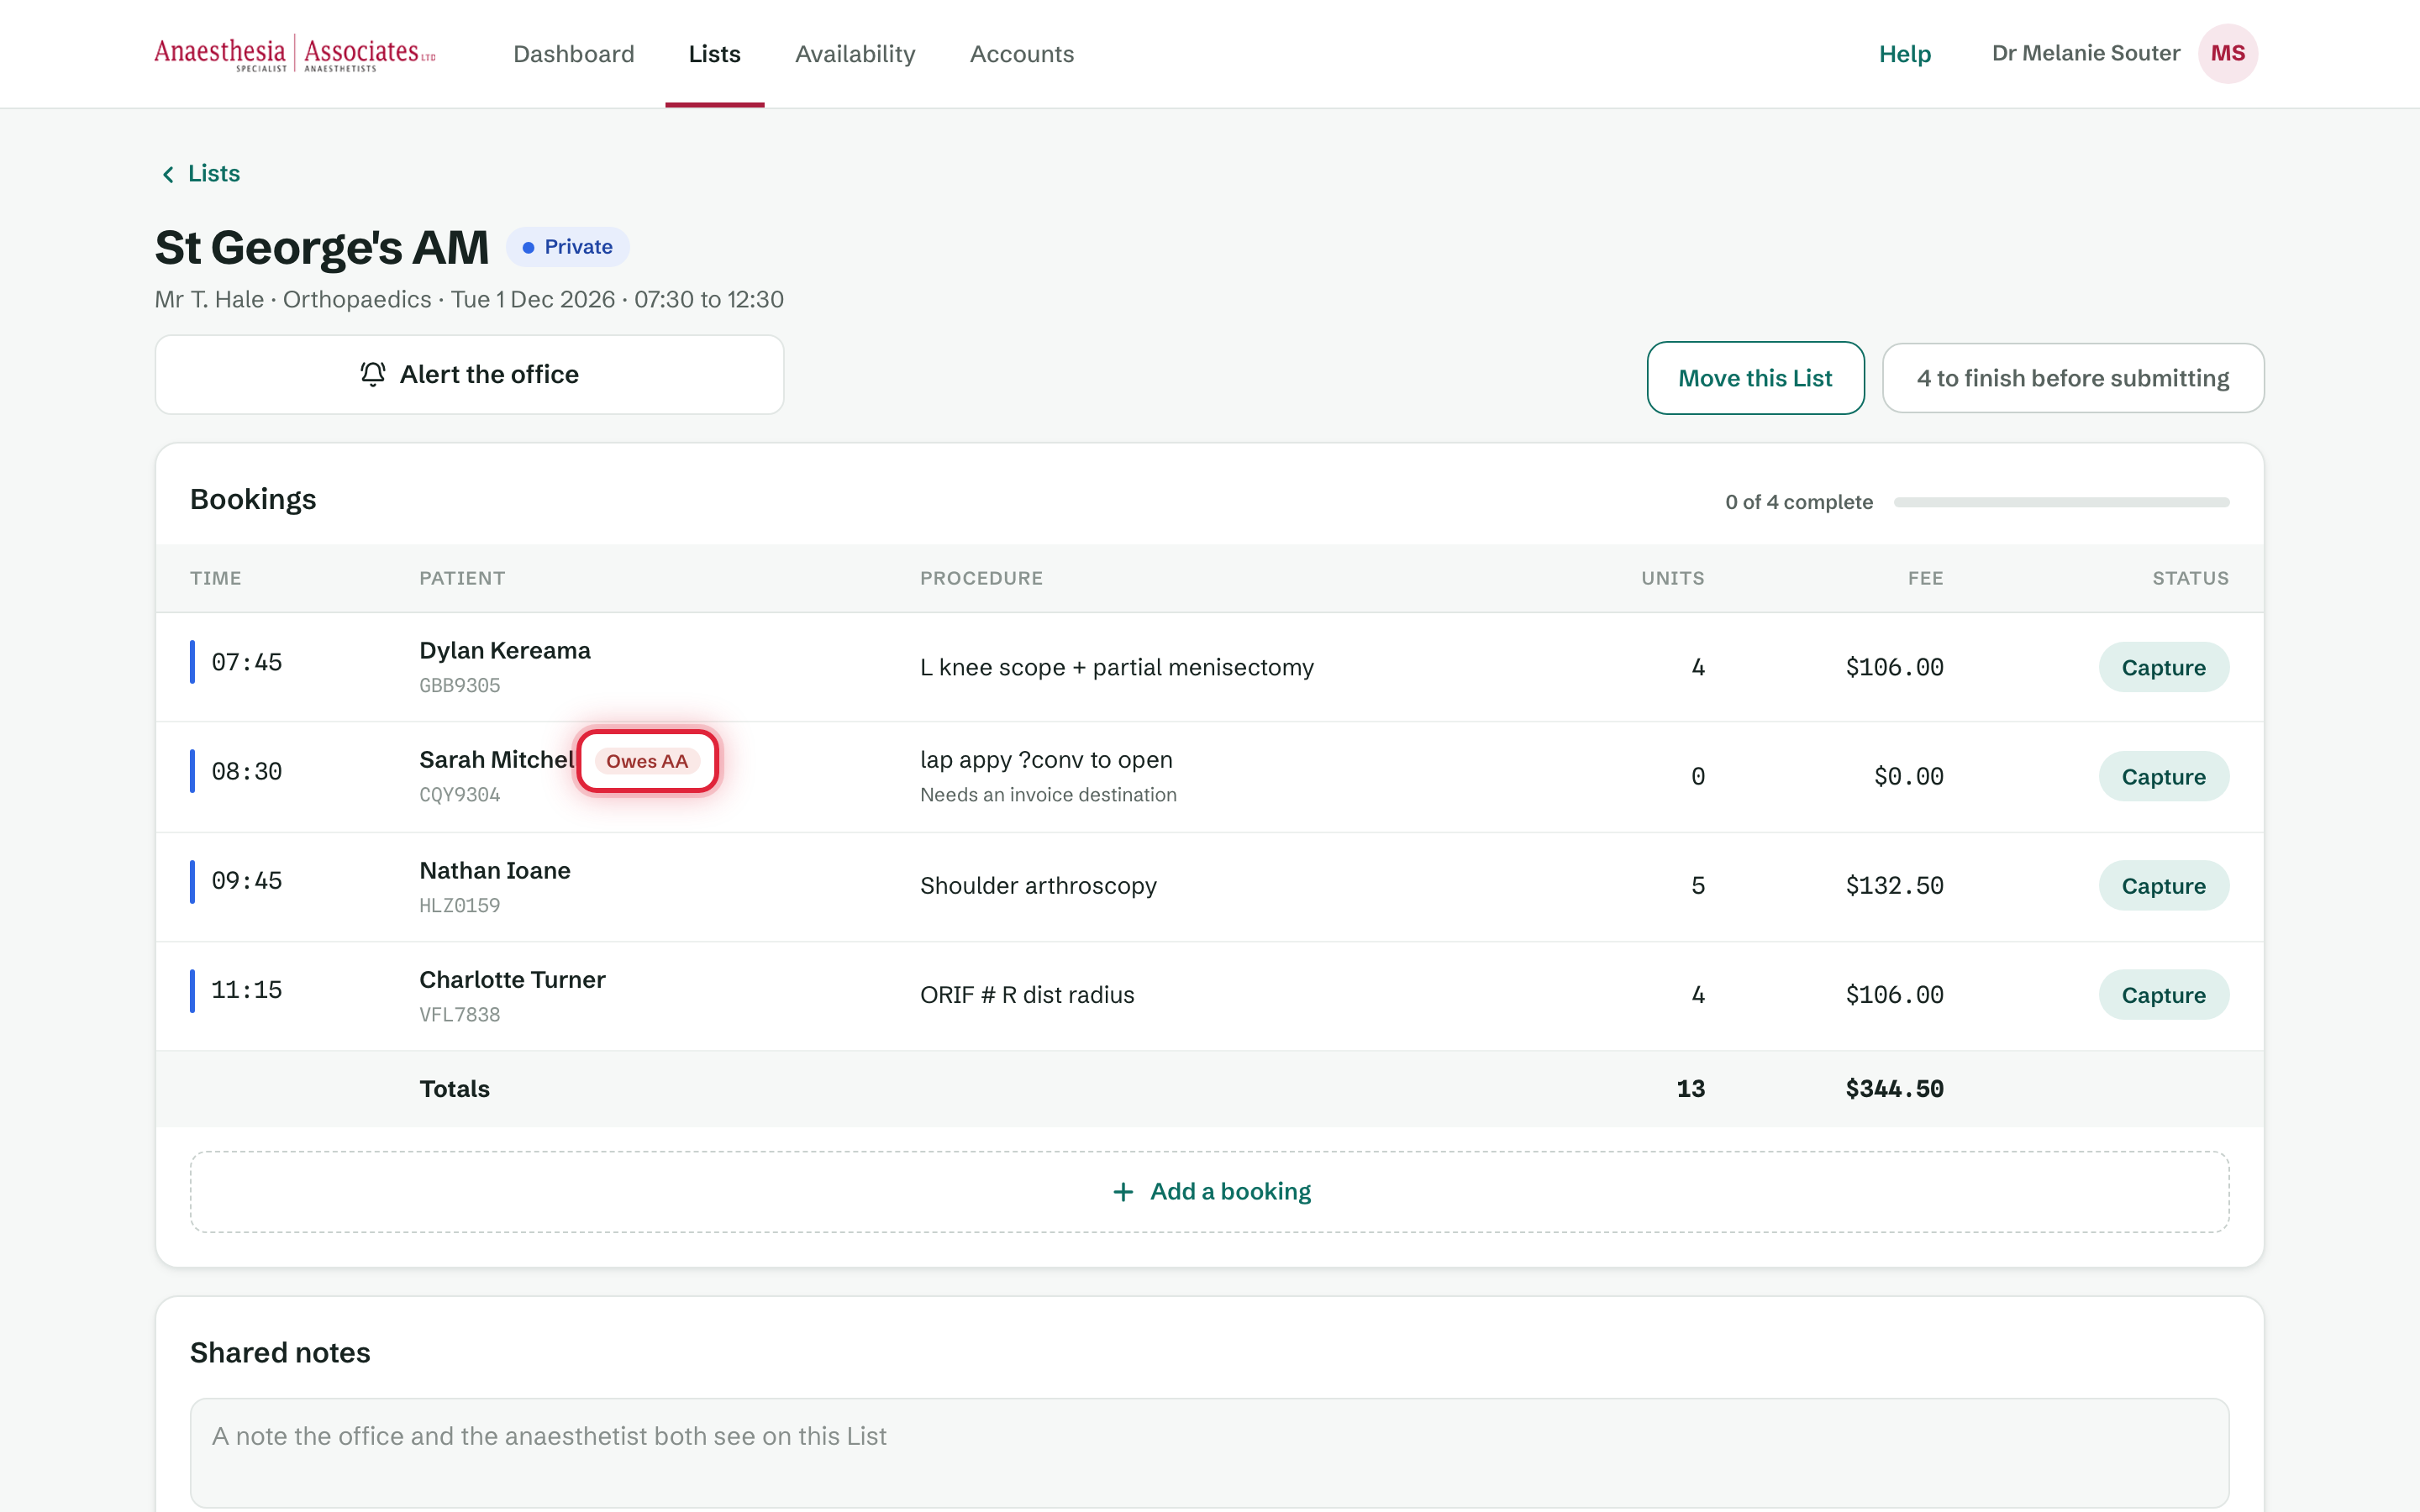 Anaesthesia | Associates LTD
SPECIALIST ANAESTHETISTS
Dashboard
Lists
Availability
Accounts
Help
Dr Melanie Souter
MS
Lists
St George's AM
Private
Mr T. Hale · Orthopaedics · Tue 1 Dec 2026 · 07:30 to 12:30
Alert the office
Move this List
4 to finish before submitting
Bookings
0 of 4 complete
TIME PATIENT PROCEDURE UNITS FEE STATUS
07:45 Dylan Kereama L knee scope + partial menisectomy 4 $106.00 Capture
GBB9305
08:30 Sarah Mitchel Owes AA lap appy ?conv to open 0 $0.00 Capture
CQY9304 Needs an invoice destination
09:45 Nathan Ioane Shoulder arthroscopy 5 $132.50 Capture
HLZ0159
11:15 Charlotte Turner ORIF # R dist radius 4 $106.00 Capture
VFL7838
Totals 13 $344.50
+ Add a booking
Shared notes
A note the office and the anaesthetist both see on this List